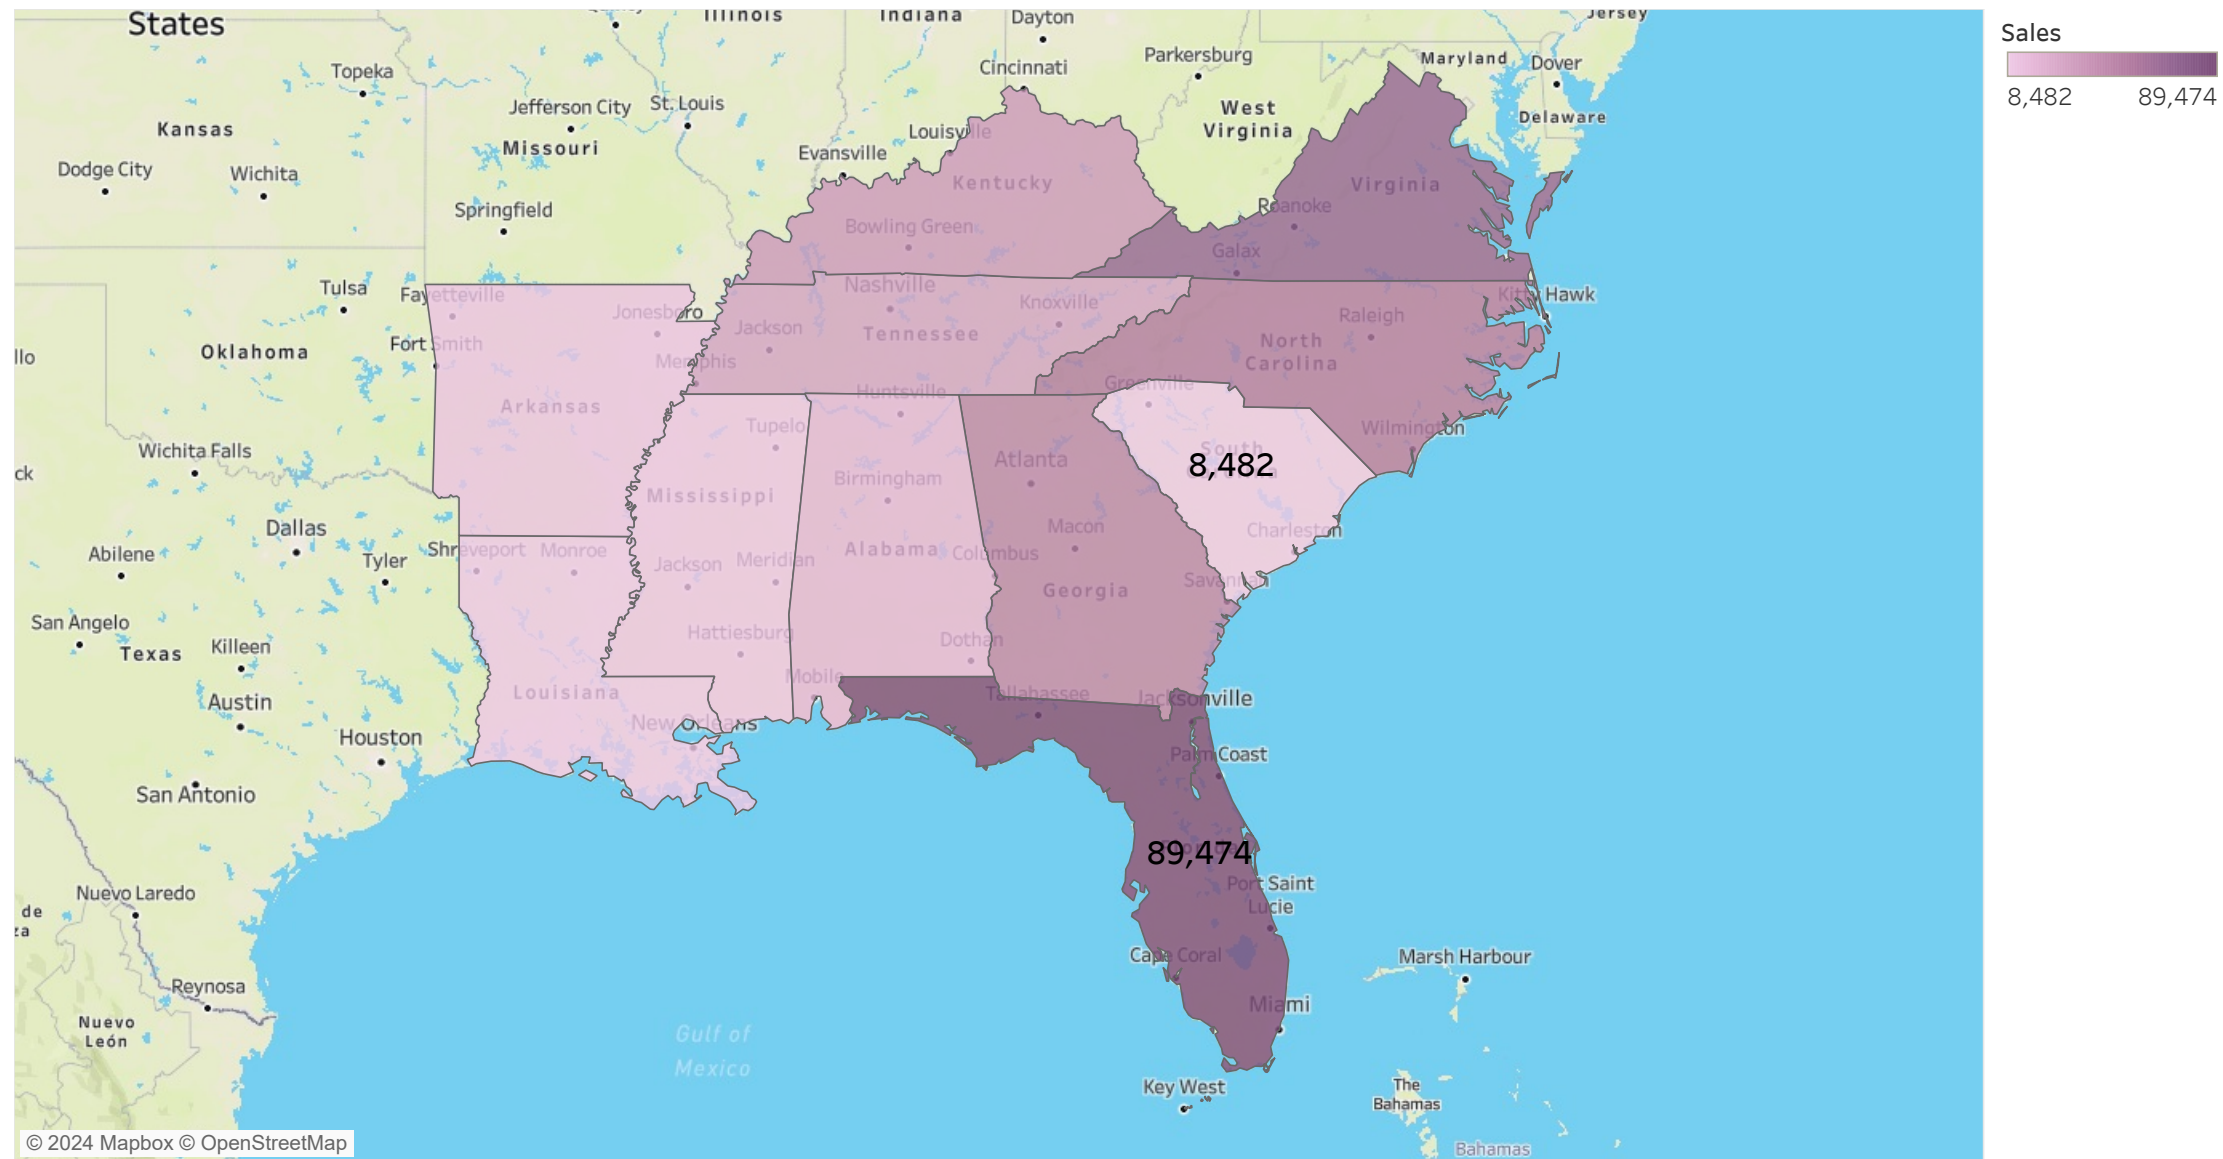 States
Illinois
Indiana
Dayton
Jersey
Sales
8,482
89,474
Topeka
Cincinnati
Parkersburg
Maryland
Dover
Jefferson City
St. Louis
Kansas
Missouri
Louisville
West
Virginia
Delaware
Evansville
Dodge City
Wichita
Kentucky
Virginia
Springfield
Roanoke
Bowling Green
Galax
Tulsa
Fayetteville
Nashville
Knoxville
Kitty Hawk
Jonesboro
Jackson
Tennessee
Raleigh
Oklahoma
Fort Smith
Memphis
North
Carolina
llo
Huntsville
Greenville
Arkansas
Tupelo
Wilmington
Wichita Falls
Atlanta
South
8,482
ck
Birmingham
Mississippi
Dallas
Macon
Charleston
Abilene
Tyler
Shreveport
Monroe
Jackson
Meridian
Alabama
Columbus
Georgia
Savannah
San Angelo
Texas
Killeen
Hattiesburg
Dothan
Austin
Louisiana
Mobile
Tallahassee
Jacksonville
New Orleans
Houston
Palm Coast
San Antonio
89,474
Port Saint
Lucie
Nuevo Laredo
de
za
Cape Coral
Marsh Harbour
Reynosa
Miami
Nuevo
León
Gulf of
Mexico
Key West
The
Bahamas
Bahamas
© 2024 Mapbox © OpenStreetMap